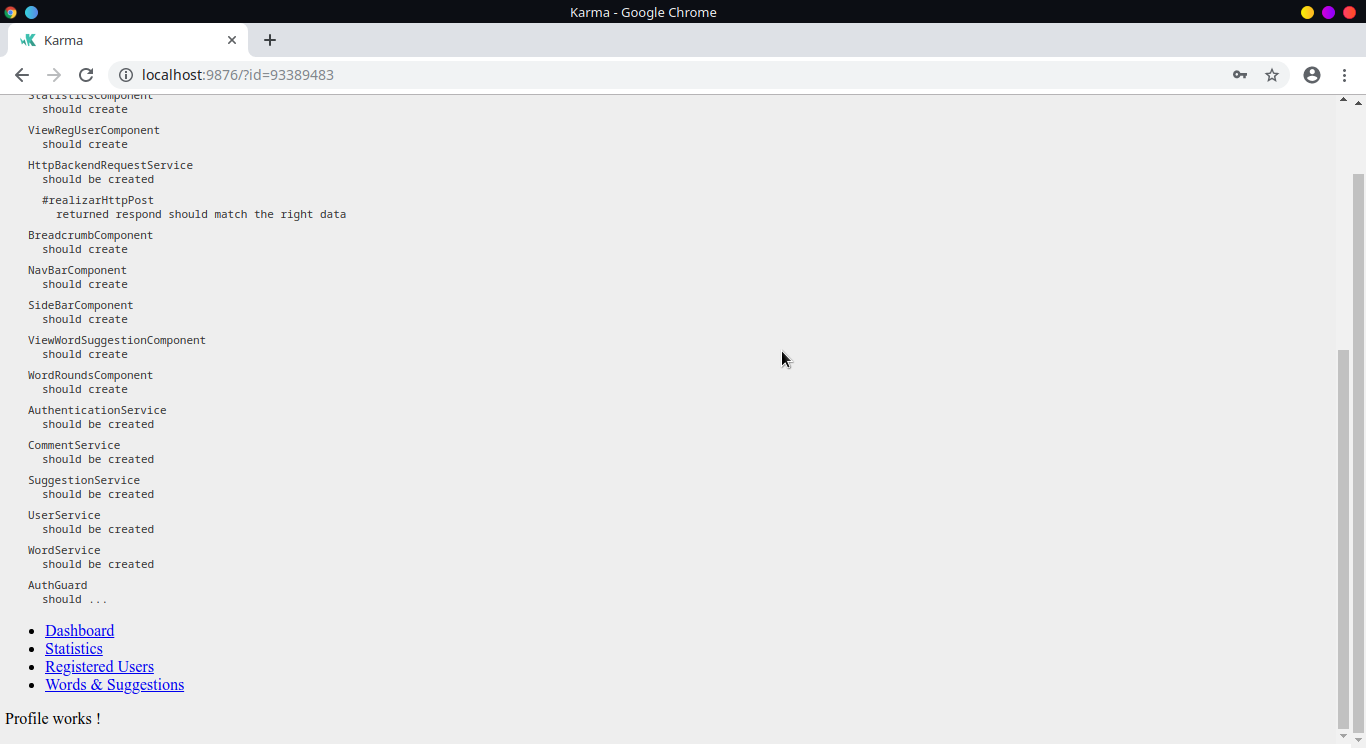 Karma - Google Chrome
Karma
localhost:9876/?id=93389483
StatisticsComponent
should create
ViewRegUserComponent
should create
HttpBackendRequestService
should be created
#realizarHttpPost
returned respond should match the right data
BreadcrumbComponent
should create
NavBarComponent
should create
SideBarComponent
should create
ViewWordSuggestionComponent
should create
WordRoundsComponent
should create
AuthenticationService
should be created
CommentService
should be created
SuggestionService
should be created
UserService
should be created
WordService
should be created
AuthGuard
should ...
Dashboard
Statistics
Registered Users
Words & Suggestions
Profile works !